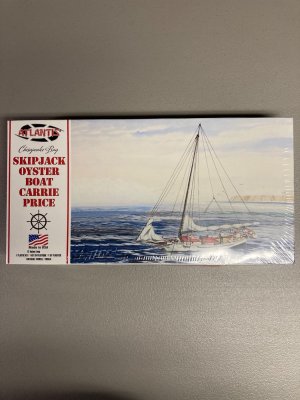 ATLANTIS
Chesapeake Bay
SKIPJACK
OYSTER
BOAT
CARRIE
PRICE
Made in USA